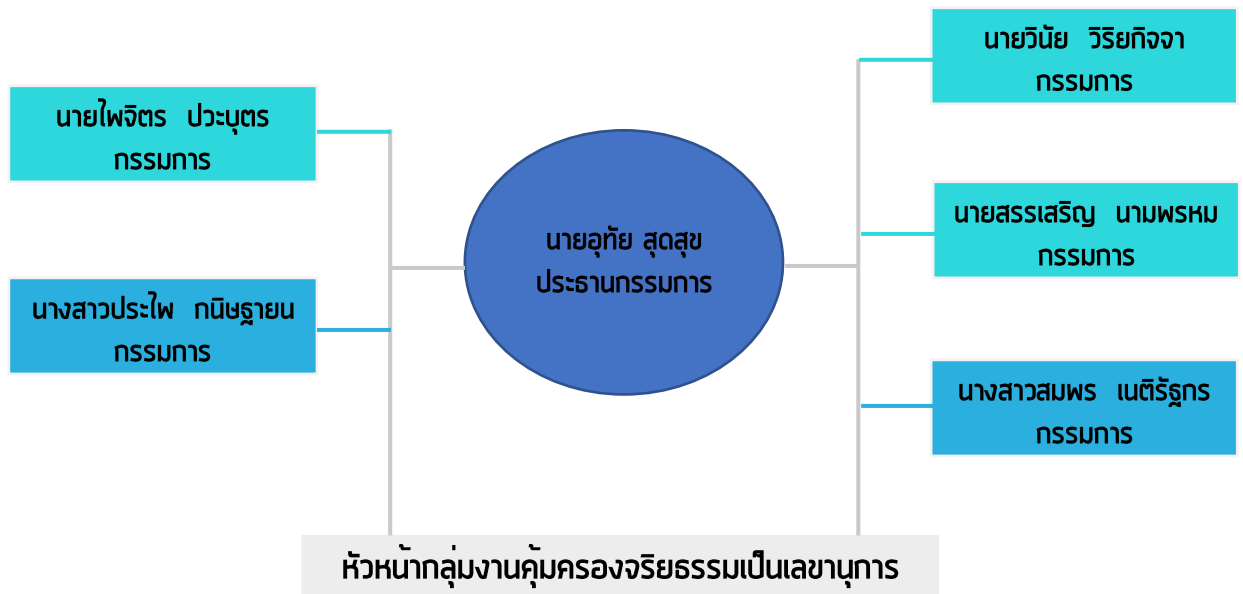 นายวินัย วิริยกิจจา
กรรมการ
นายไพจิตร ปวะบุตร
กรรมการ
นายสรรเสริญ นามพรหม
กรรมการ
นายอุทัย สุดสุข
ประธานกรรมการ
นางสาวประไพ กนิษฐายน
กรรมการ
นางสาวสมพร เนติรัฐกร
กรรมการ
หัวหน้ากลุ่มงานคุ้มครองจริยธรรมเป็นเลขานุการ